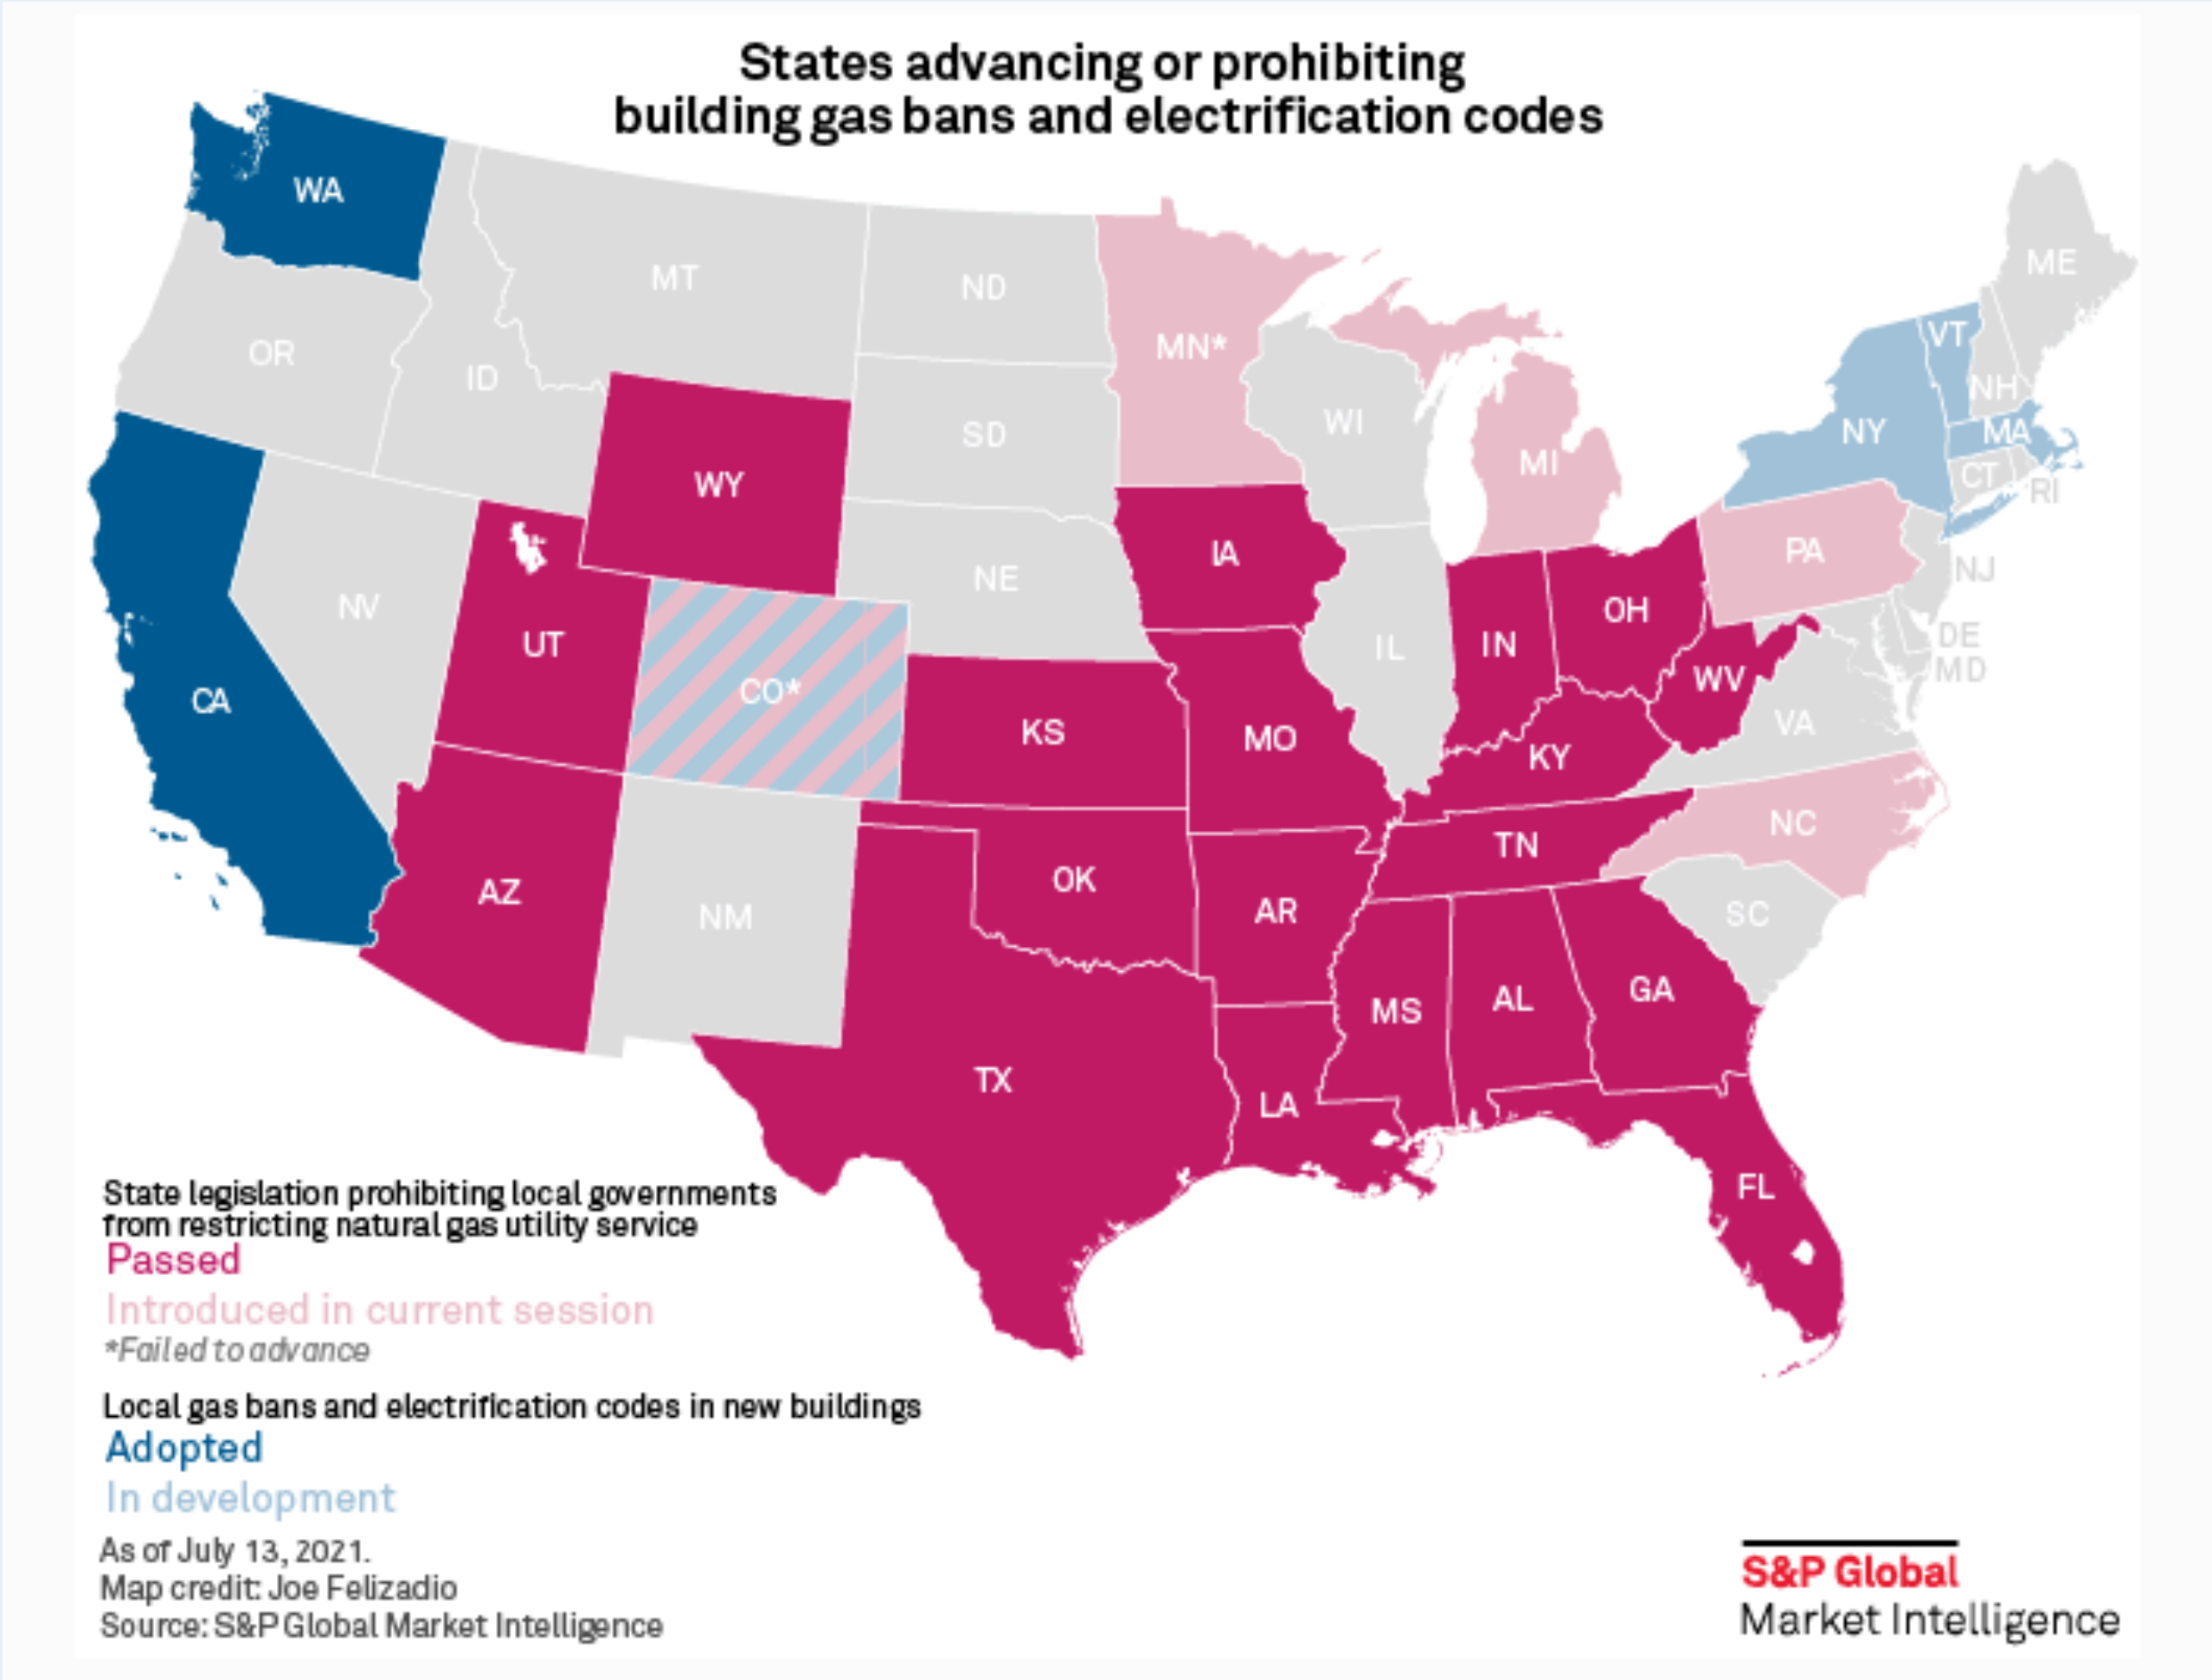 States advancing or prohibiting
building gas bans and electrification codes
WA
MT
ND
MN*
ME
OR
ID
SD
WI
MI
VT
NH
NY
MA
CT
RI
WY
IA
PA
NJ
NV
UT
NE
IL
IN
OH
DE
MD
CA
CO*
KS
MO
WV
KY
VA
AZ
NM
OK
AR
TN
NC
SC
TX
LA
MS
AL
GA
FL
State legislation prohibiting local governments
from restricting natural gas utility service
Passed
Introduced in current session
*Failed to advance
Local gas bans and electrification codes in new buildings
Adopted
In development
As of July 13, 2021.
Map credit: Joe Felizadio
Source: S&P Global Market Intelligence
S&P Global
Market Intelligence